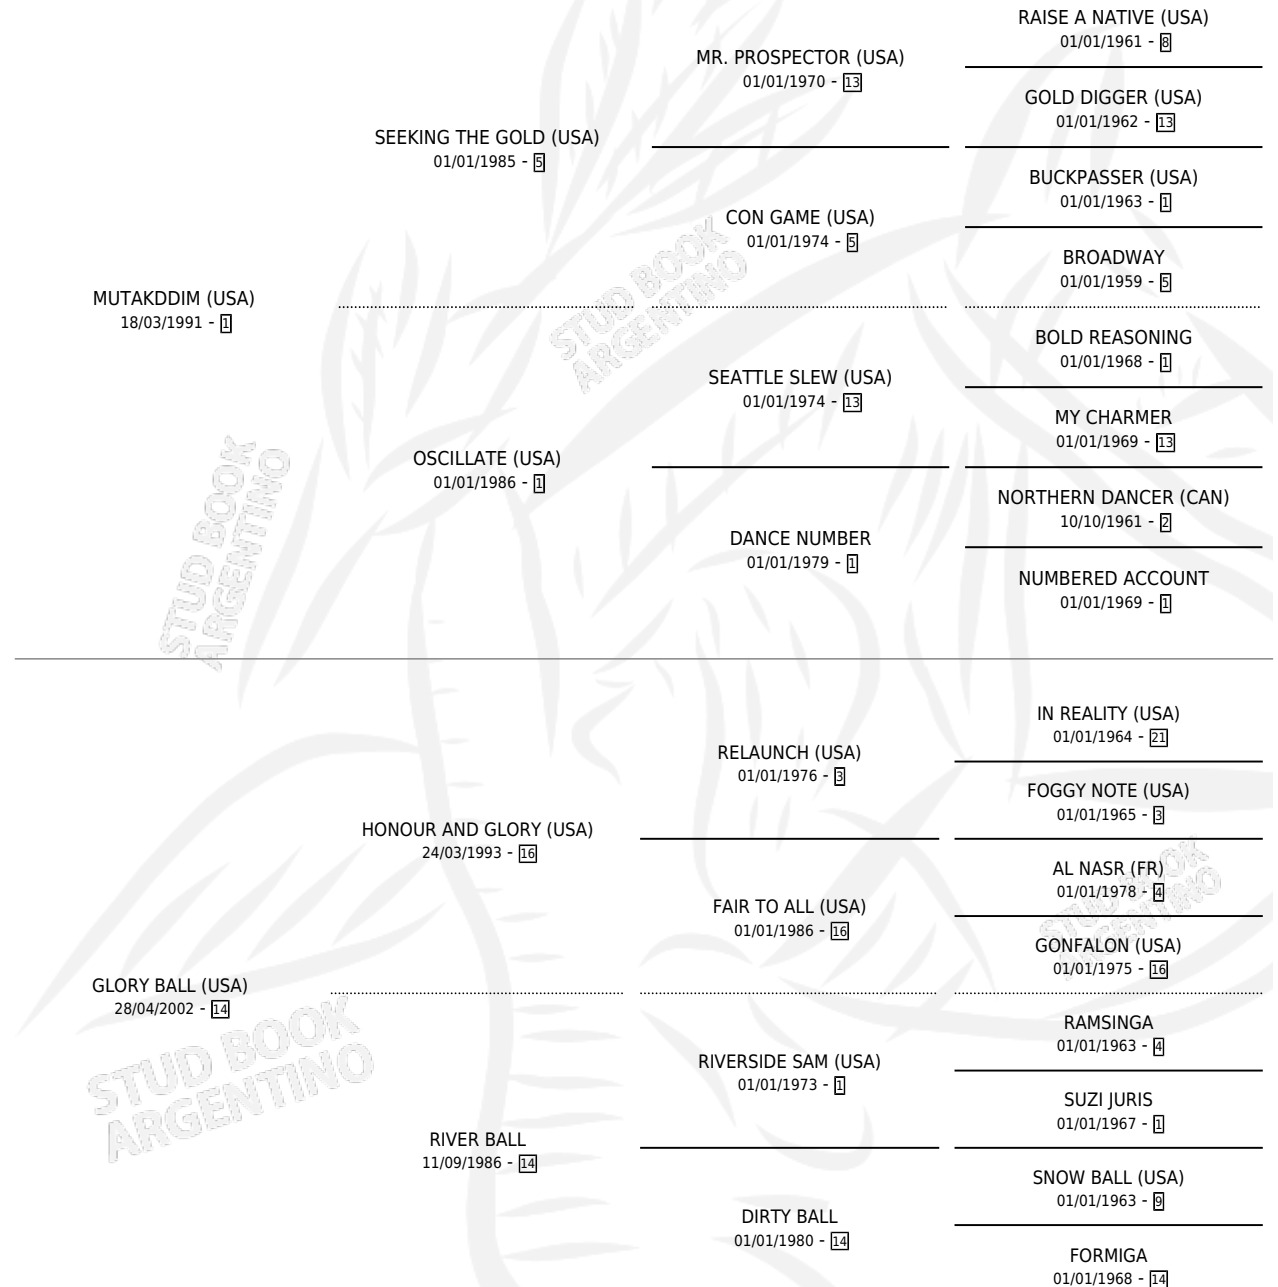 RAISE A NATIVE (USA)
01/01/1961 - 8
MR. PROSPECTOR (USA)
01/01/1970 - 13
GOLD DIGGER (USA)
01/01/1962 - 13
SEEKING THE GOLD (USA)
01/01/1985 - 5
BUCKPASSER (USA)
01/01/1963 - 1
CON GAME (USA)
01/01/1974 - 5
BROADWAY
01/01/1959 - 5
MUTAKDDIM (USA)
18/03/1991 - 1
STUD BOOK
ARGENTINO
BOLD REASONING
01/01/1968 - 1
SEATTLE SLEW (USA)
01/01/1974 - 13
MY CHARMER
01/01/1969 - 13
OSCILLATE (USA)
01/01/1986 - 1
NORTHERN DANCER (CAN)
10/10/1961 - 2
DANCE NUMBER
01/01/1979 - 1
NUMBERED ACCOUNT
01/01/1969 - 1
STUD BOOK
ARGENTINO
IN REALITY (USA)
01/01/1964 - 21
RELAUNCH (USA)
01/01/1976 - 3
FOGGY NOTE (USA)
01/01/1965 - 3
HONOUR AND GLORY (USA)
24/03/1993 - 16
AL NASR (FR)
01/01/1978 - 4
STUD BOOK
ARGENTINO
FAIR TO ALL (USA)
01/01/1986 - 16
GONFALON (USA)
01/01/1975 - 16
GLORY BALL (USA)
28/04/2002 - 14
STUD BOOK
ARGENTINO
RAMSINGA
01/01/1963 - 4
RIVERSIDE SAM (USA)
01/01/1973 - 1
SUZI JURIS
01/01/1967 - 1
RIVER BALL
11/09/1986 - 14
SNOW BALL (USA)
01/01/1963 - 9
DIRTY BALL
01/01/1980 - 14
FORMIGA
01/01/1968 - 14